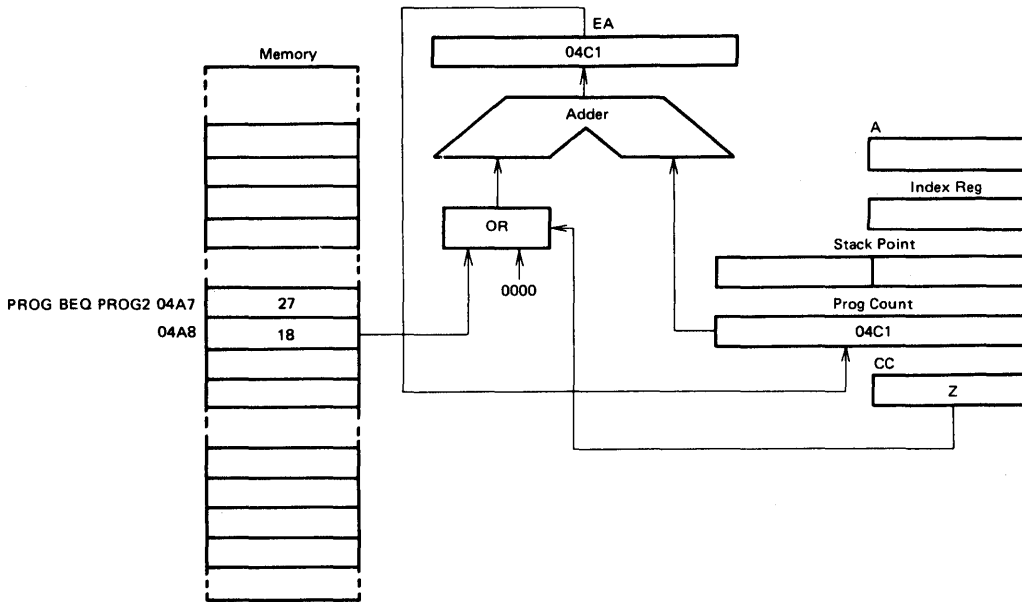 EA
04C1
Memory
Adder
A
Index Reg
OR
Stack Point
0000
PROG BEQ PROG2 04A7 27
Prog Count
04A8 18
04C1
CC
Z